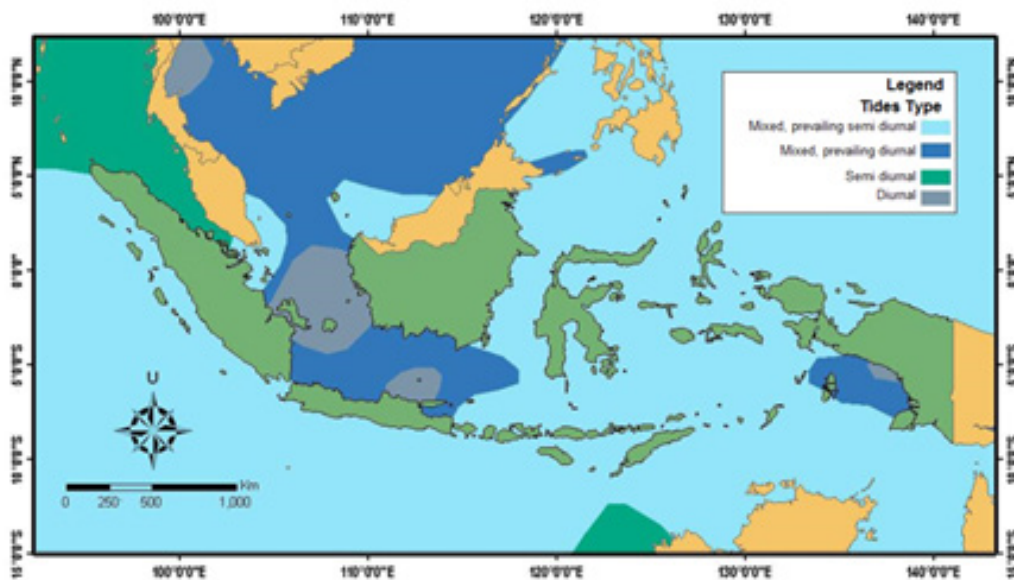 100°0'0"E 110°0'0"E 120°0'0"E 130°0'0"E 140°0'0"E
Legend
Tides Type
Mixed, prevailing semi diurnal
Mixed, prevailing diurnal
Semi diurnal
Diurnal
U
Km
0 250 500 1,000
100°0'0"E 110°0'0"E 120°0'0"E 130°0'0"E 140°0'0"E